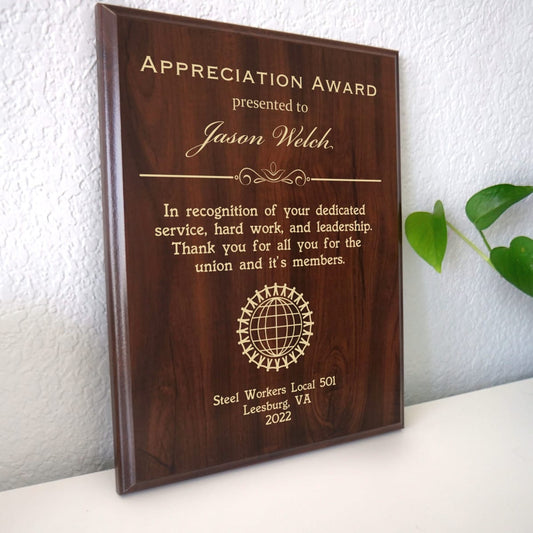 Appreciation Award
presented to
Jason Welch
In recognition of your dedicated
service, hard work, and leadership.
Thank you for all you for the
union and it's members.
Steel Workers Local 501
Leesburg, VA
2022